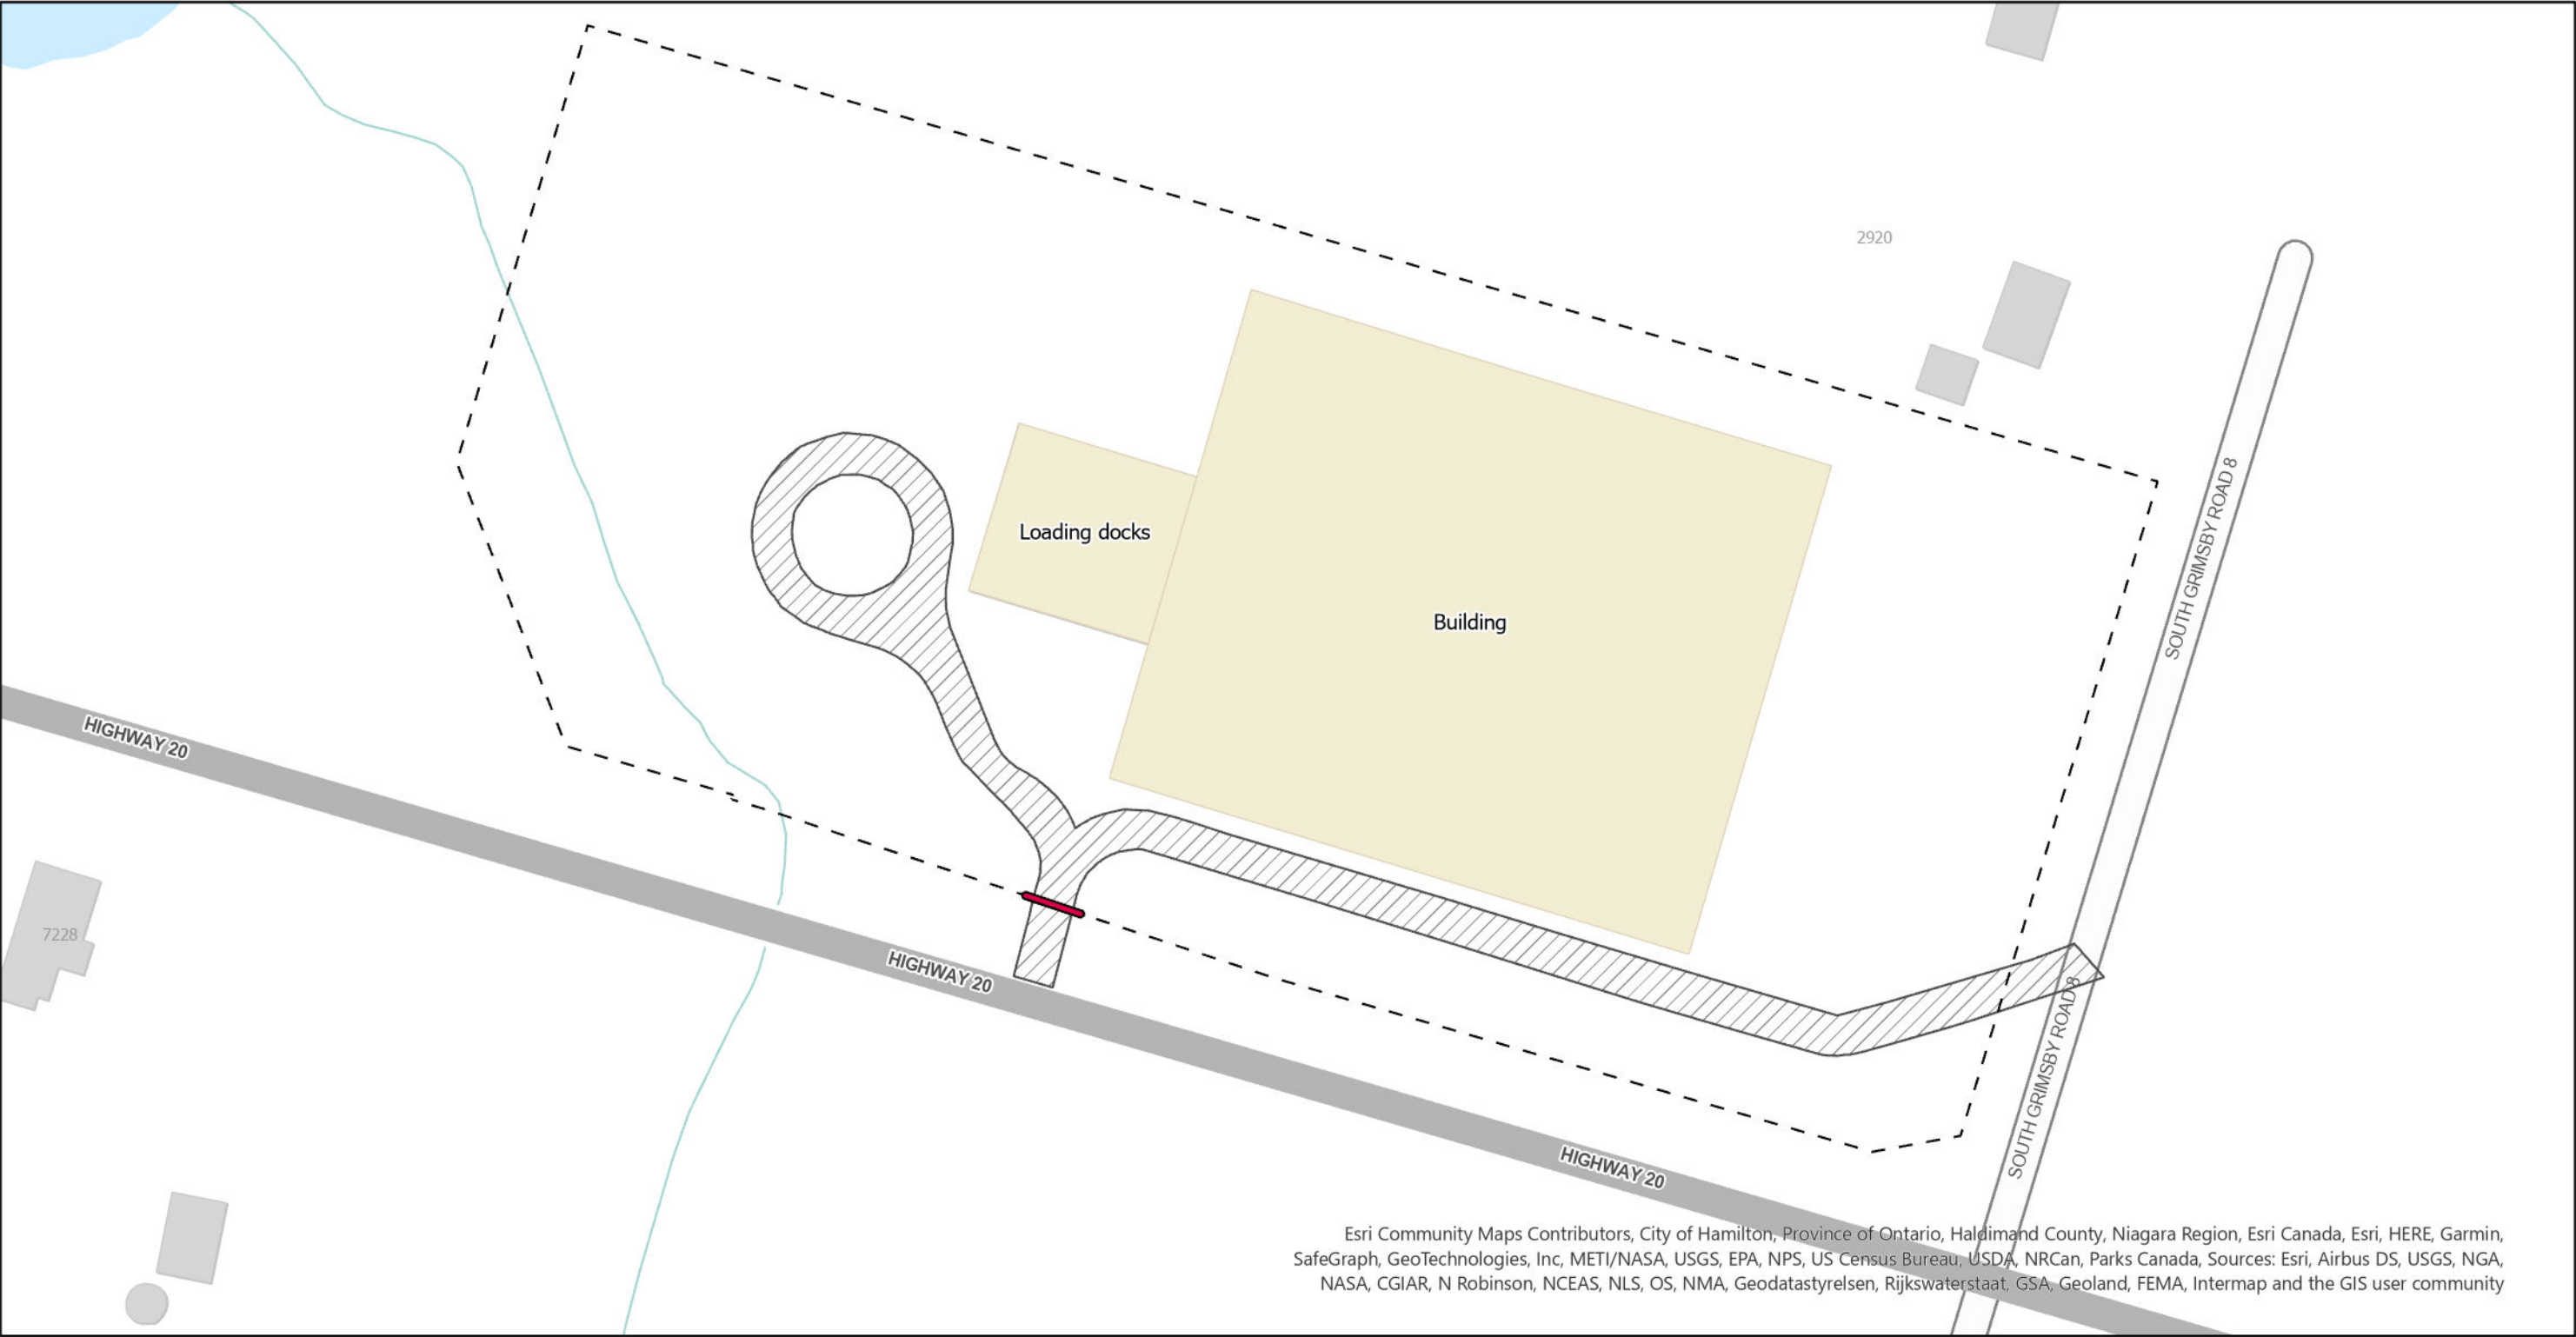 2920
SOUTH GRIMSBY ROAD 8
Loading docks
Building
HIGHWAY 20
7228
HIGHWAY 20
SOUTH GRIMSBY ROAD 8
HIGHWAY 20
Esri Community Maps Contributors, City of Hamilton, Province of Ontario, Haldimand County, Niagara Region, Esri Canada, Esri, HERE, Garmin,
SafeGraph, GeoTechnologies, Inc, METI/NASA, USGS, EPA, NPS, US Census Bureau, USDA, NRCan, Parks Canada, Sources: Esri, Airbus DS, USGS, NGA,
NASA, CGIAR, N Robinson, NCEAS, NLS, OS, NMA, Geodatastyrelsen, Rijkswaterstaat, GSA, Geoland, FEMA, Intermap and the GIS user community